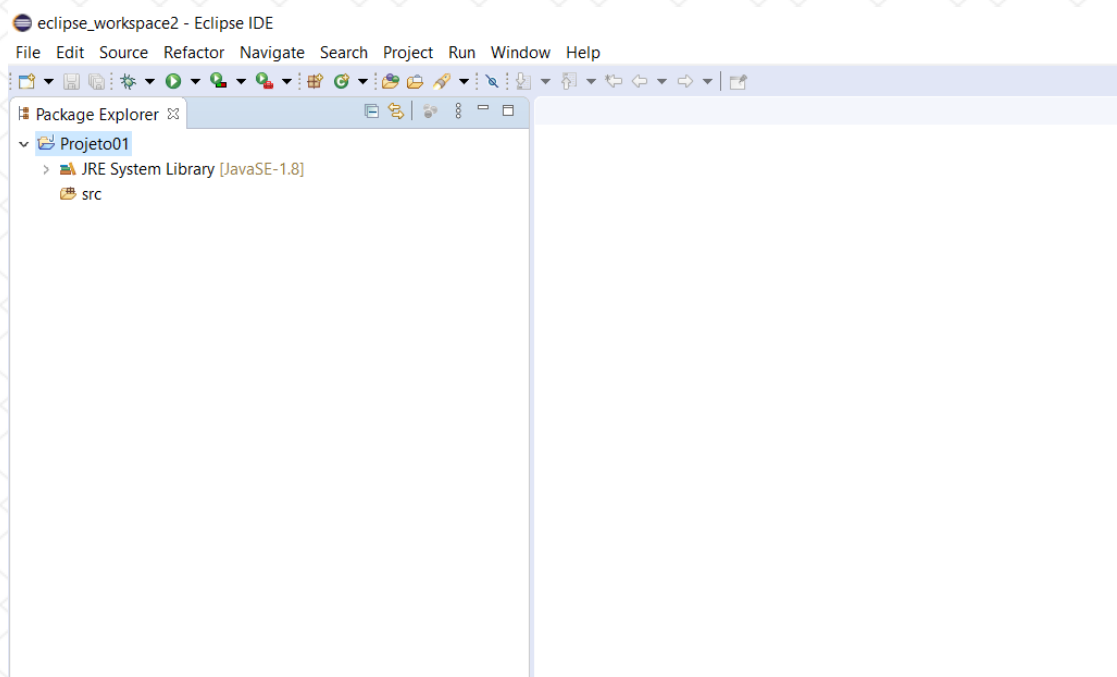 eclipse_workspace2 - Eclipse IDE
File Edit Source Refactor Navigate Search Project Run Window Help
Package Explorer
Projeto01
JRE System Library [JavaSE-1.8]
src